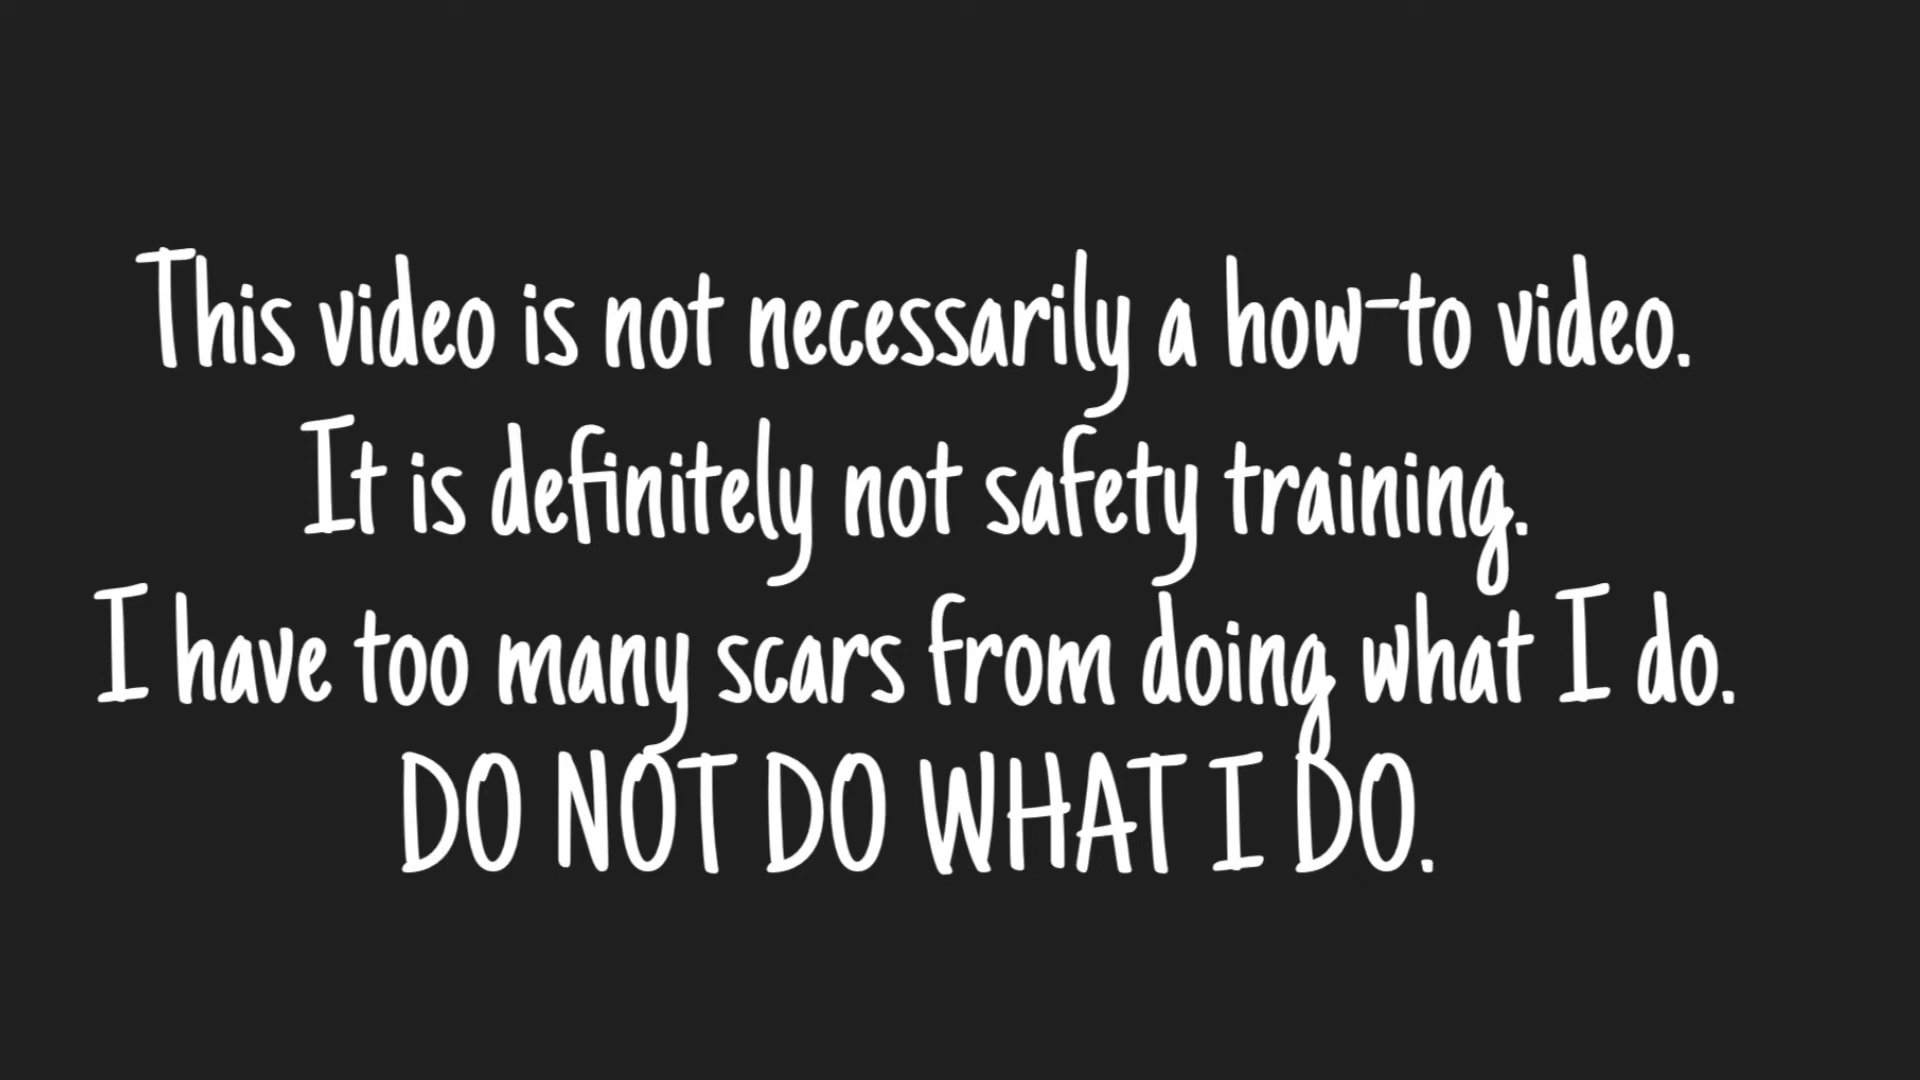 This video is not necessarily a how-to video.
It is definitely not safety training.
I have too many scars from doing what I do.
DO NOT DO WHAT I DO.